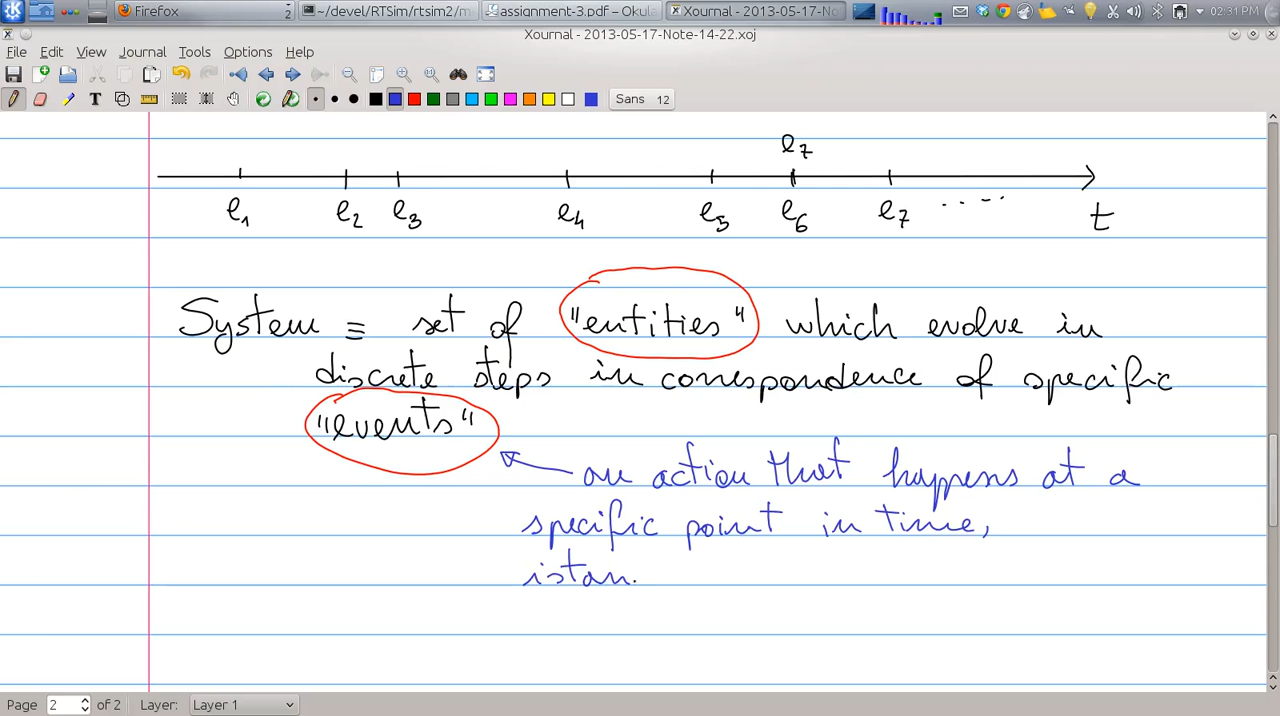 Firefox 2 ~/devel/RTSim/rtsim2/m assignment-3.pdf – Okula Xournal - 2013-05-17-No 02:31 PM
Xournal - 2013-05-17-Note-14-22.xoj
File Edit View Journal Tools Options Help
Sans 12
e7
e1 e2 e3 e4 e5 e6 e7 ..... t
System ≡ set of "entities" which evolve in
discrete steps in correspondence of specific
"events"
an action that happens at a
specific point in time,
istan
Page 2 of 2 Layer: Layer 1